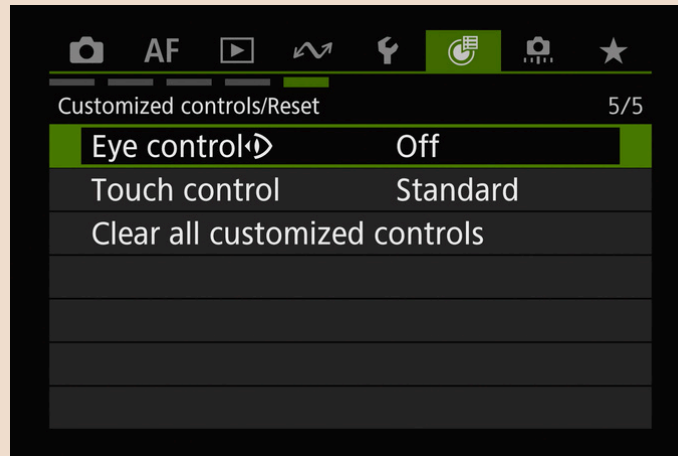 AF
Customized controls/Reset 5/5
Eye control Off
Touch control Standard
Clear all customized controls